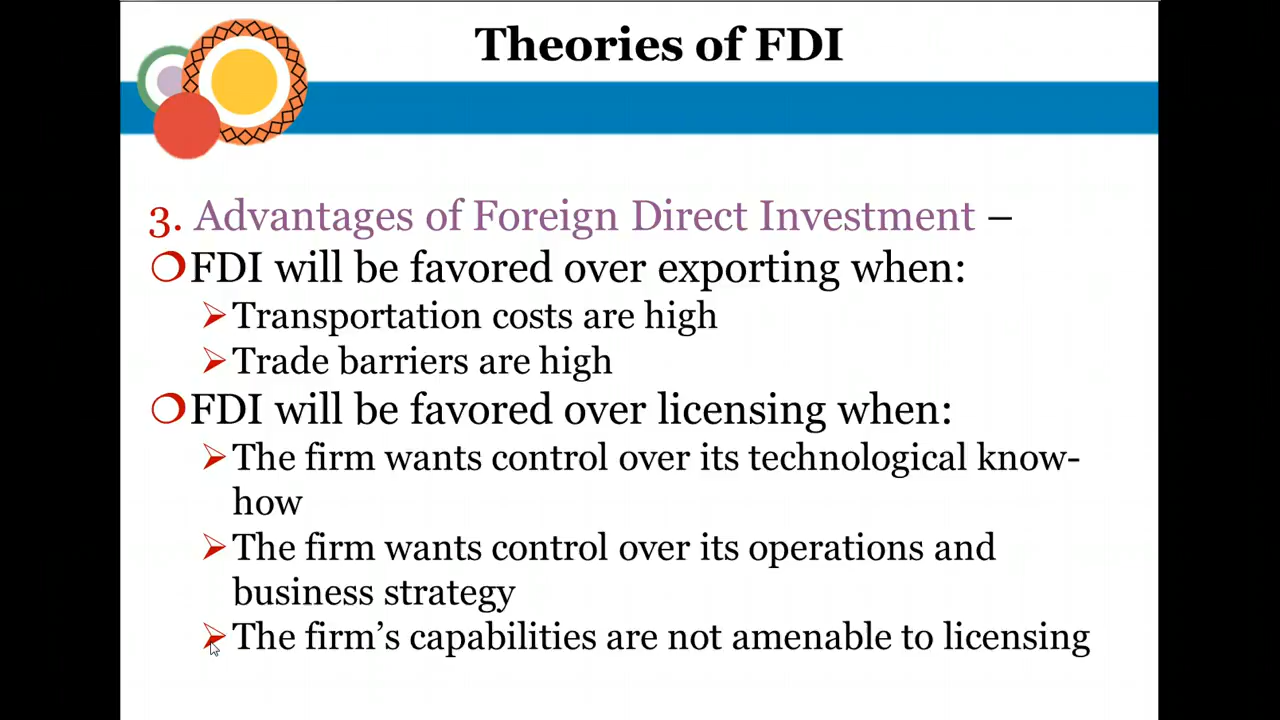 Theories of FDI
3. Advantages of Foreign Direct Investment –
FDI will be favored over exporting when:
Transportation costs are high
Trade barriers are high
FDI will be favored over licensing when:
The firm wants control over its technological know-
how
The firm wants control over its operations and
business strategy
The firm’s capabilities are not amenable to licensing